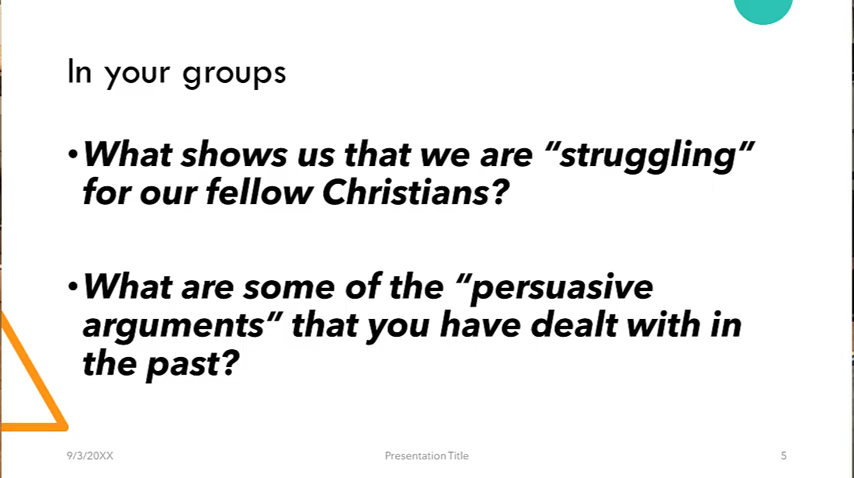 In your groups
•What shows us that we are “struggling”
for our fellow Christians?
•What are some of the “persuasive
arguments” that you have dealt with in
the past?
9/3/20XX
Presentation Title
5